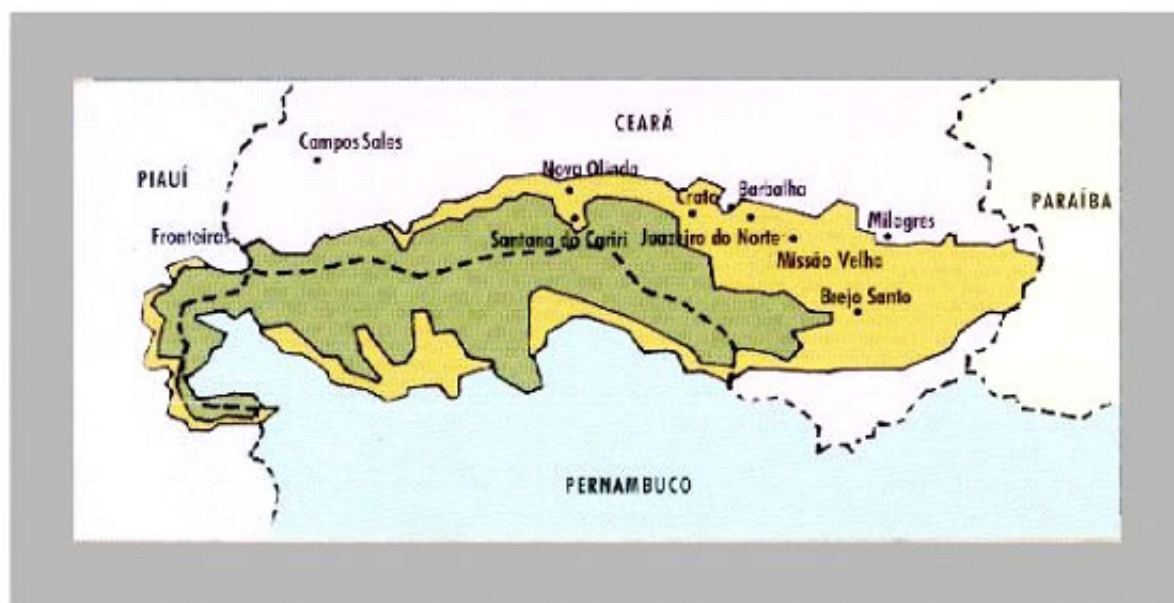 CEARÁ
Campos Sales
PIAUÍ
Nova Olinda
Crato
Barbalha
PARAÍBA
Milagres
Fronteiras
Santana do Cariri
Juazeiro do Norte
Missão Velha
Brejo Santo
PERNAMBUCO